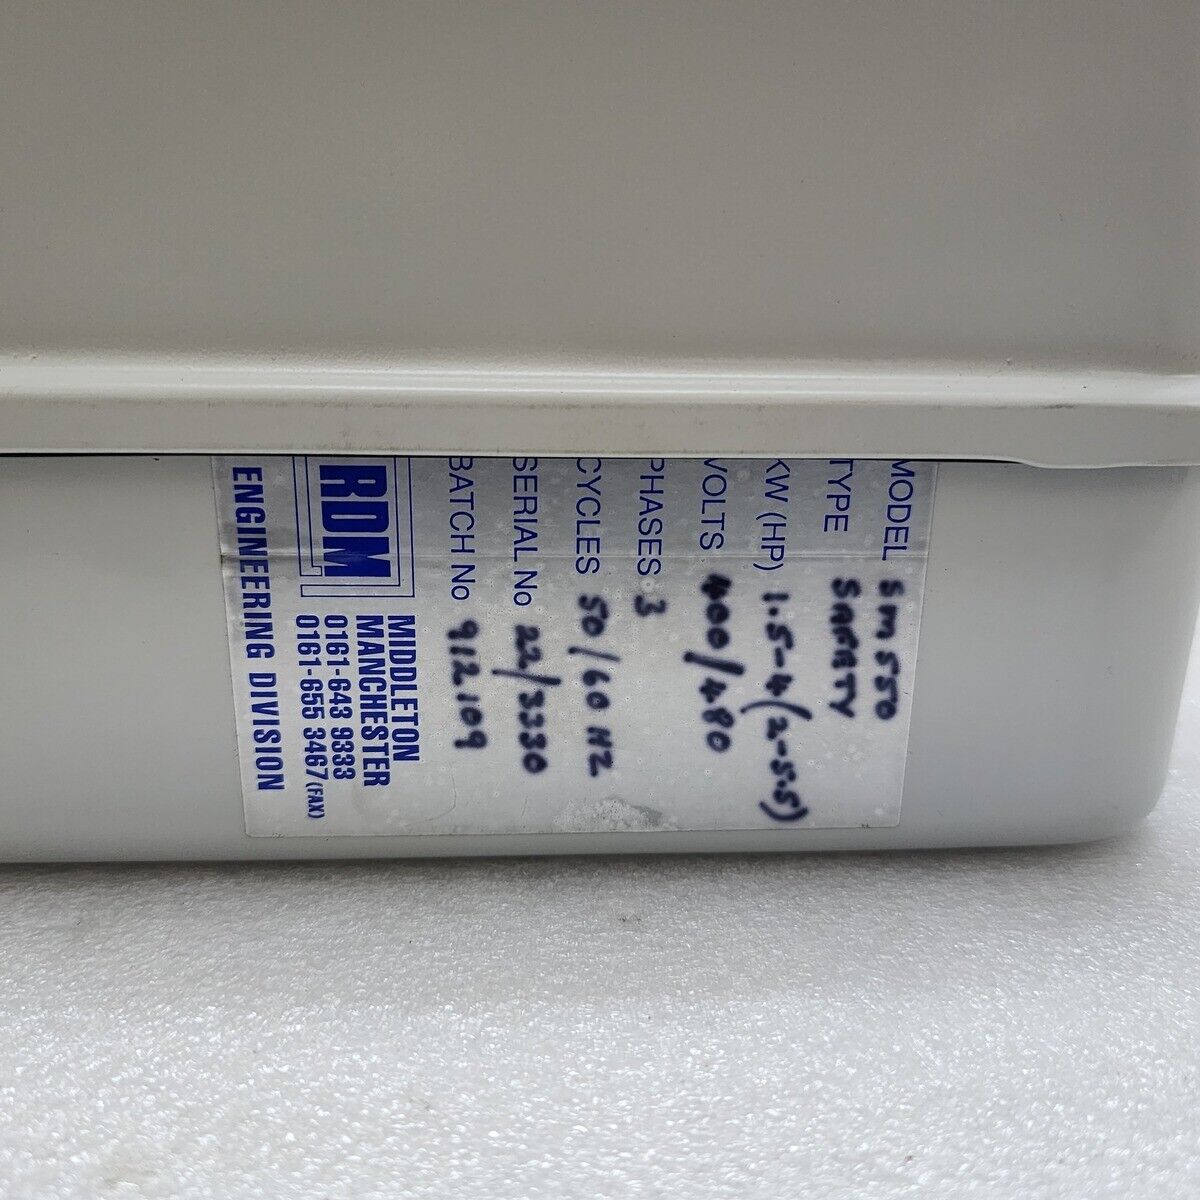 MODEL SM550
TYPE SAFETY
KW (HP) 1.5-4 (2-5.5)
VOLTS 400/480
PHASES 3
CYCLES 50/60 HZ
SERIAL No 22/3330
BATCH No 912109
RDM
MIDDLETON
MANCHESTER
0161-643 9333
0161-655 3467 (FAX)
ENGINEERING DIVISION